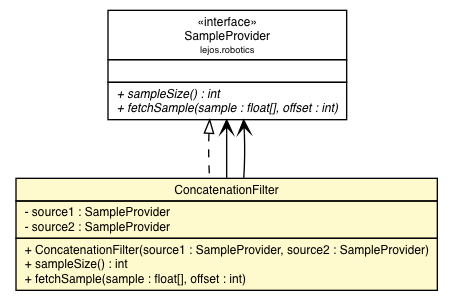 «interface»
SampleProvider
lejos.robotics
+ sampleSize() : int
+ fetchSample(sample : float[], offset : int)
ConcatenationFilter
- source1 : SampleProvider
- source2 : SampleProvider
+ ConcatenationFilter(source1 : SampleProvider, source2 : SampleProvider)
+ sampleSize() : int
+ fetchSample(sample : float[], offset : int)